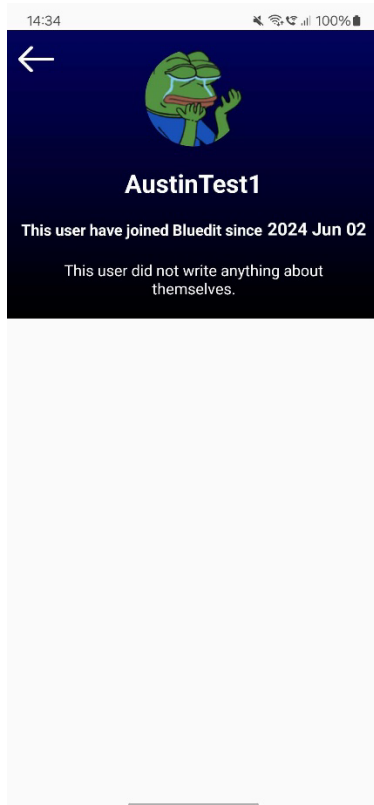 14:34 100%
AustinTest1
This user have joined Bluedit since 2024 Jun 02
This user did not write anything about
themselves.